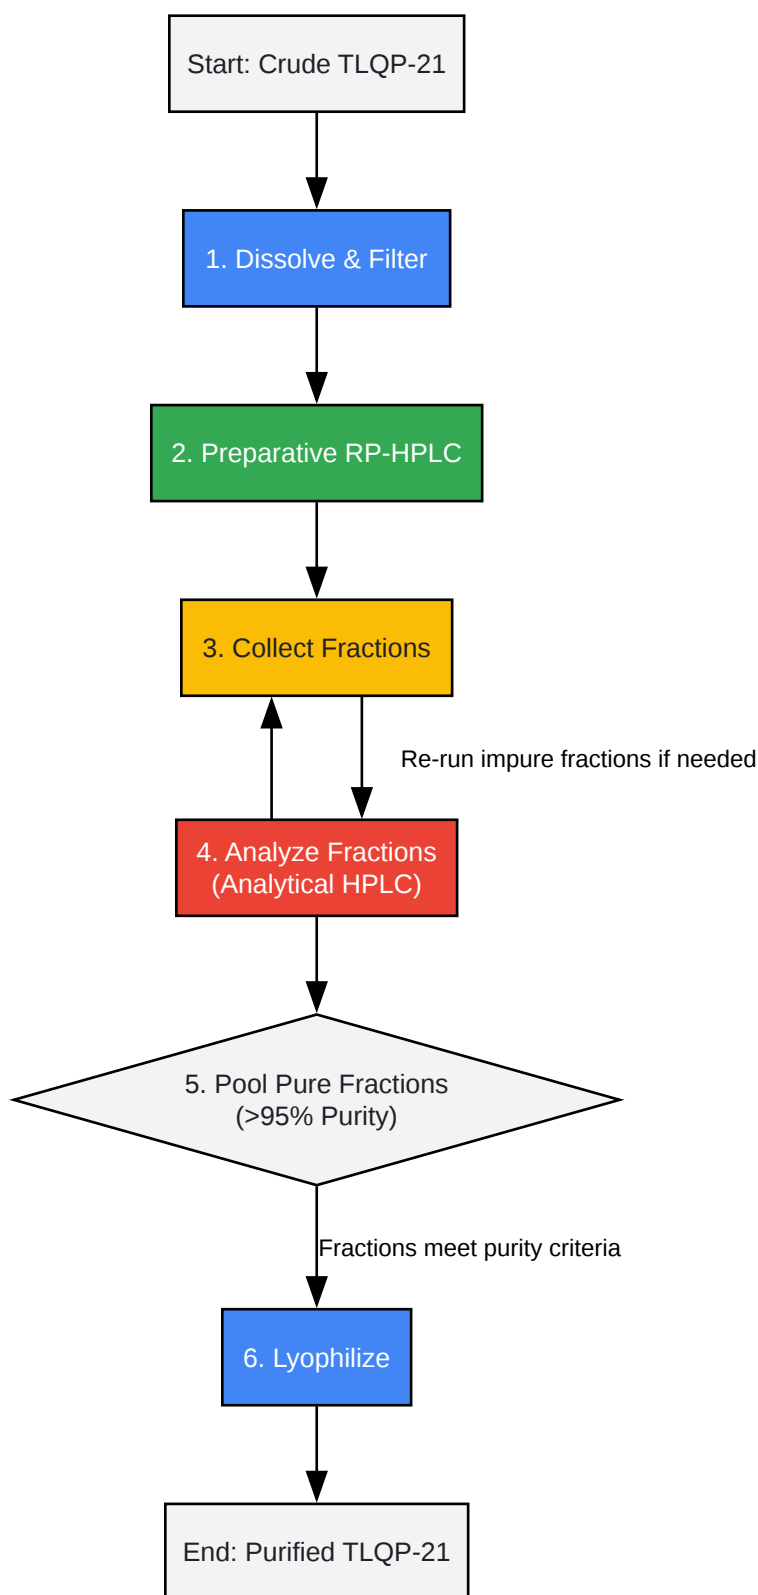 Start: Crude TLQP-21
1. Dissolve & Filter
2. Preparative RP-HPLC
3. Collect Fractions
Re-run impure fractions if needed
4. Analyze Fractions
(Analytical HPLC)
5. Pool Pure Fractions
(>95% Purity)
Fractions meet purity criteria
6. Lyophilize
End: Purified TLQP-21